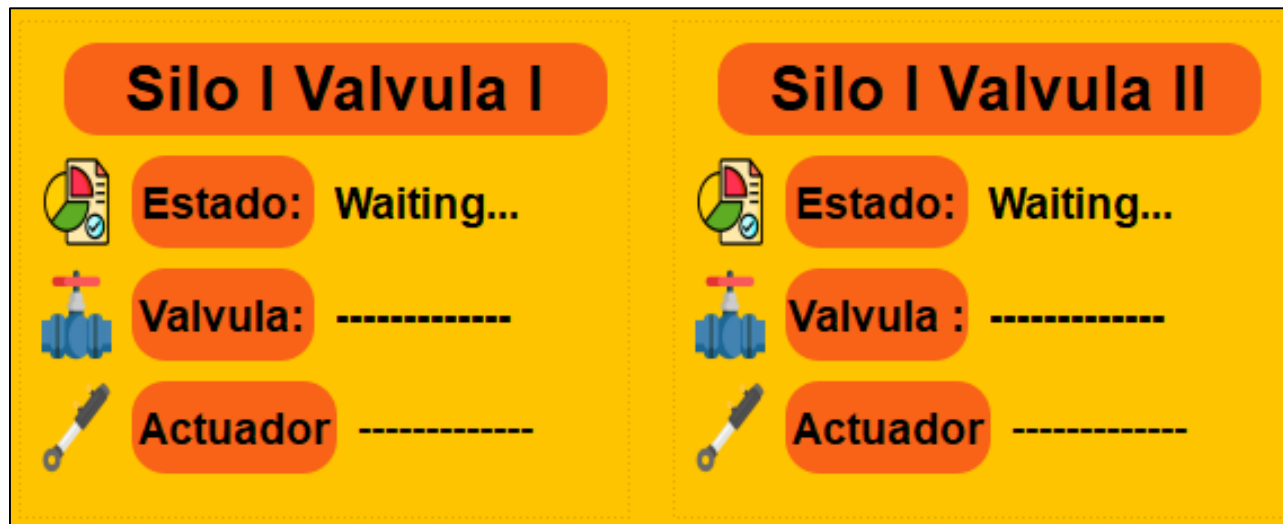 Silo I Valvula I
Estado: Waiting...
Valvula: -------------
Actuador -------------
Silo I Valvula II
Estado: Waiting...
Valvula : -------------
Actuador -------------